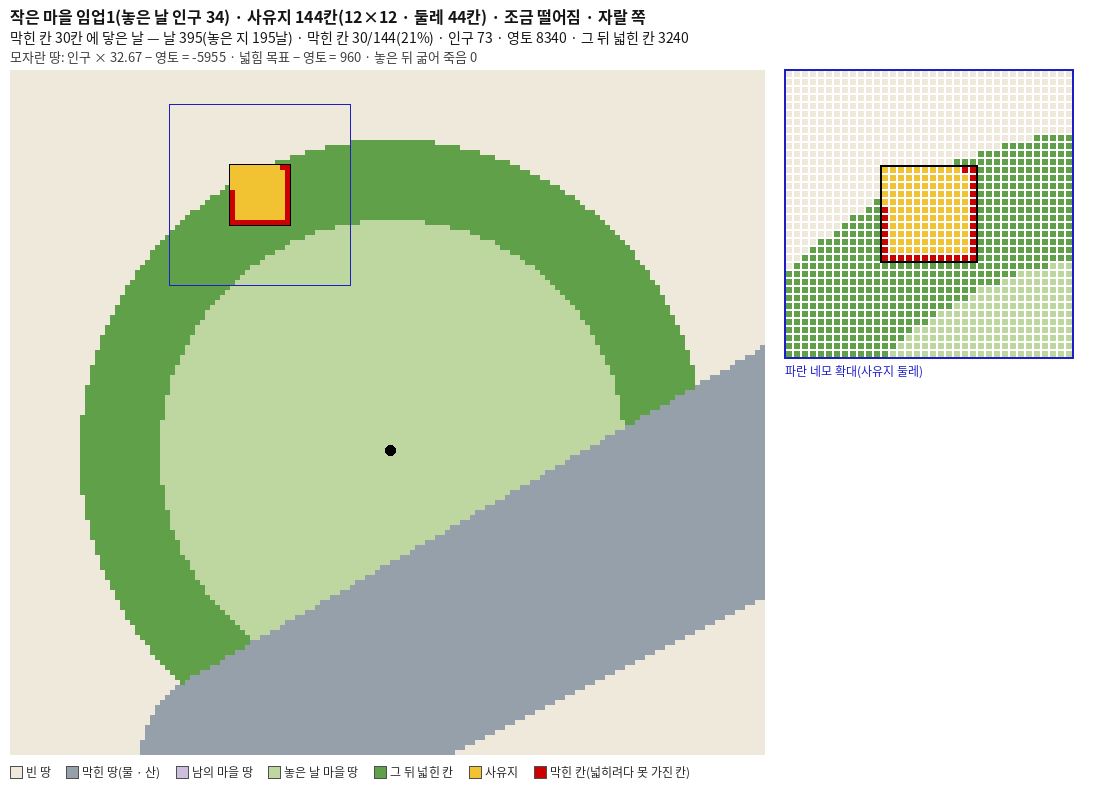 작은 마을 임업1(놓은 날 인구 34) · 사유지 144칸(12×12 · 둘레 44칸) · 조금 떨어짐 · 자랄 쪽
막힌 칸 30칸 에 닿은 날 — 날 395(놓은 지 195날) · 막힌 칸 30/144(21%) · 인구 73 · 영토 8340 · 그 뒤 넓힌 칸 3240
모자란 땅: 인구 × 32.67 − 영토 = -5955 · 넓힘 목표 − 영토 = 960 · 놓은 뒤 굶어 죽음 0
파란 네모 확대(사유지 둘레)
빈 땅 막힌 땅(물 · 산) 남의 마을 땅 놓은 날 마을 땅 그 뒤 넓힌 칸 사유지 막힌 칸(넓히려다 못 가진 칸)